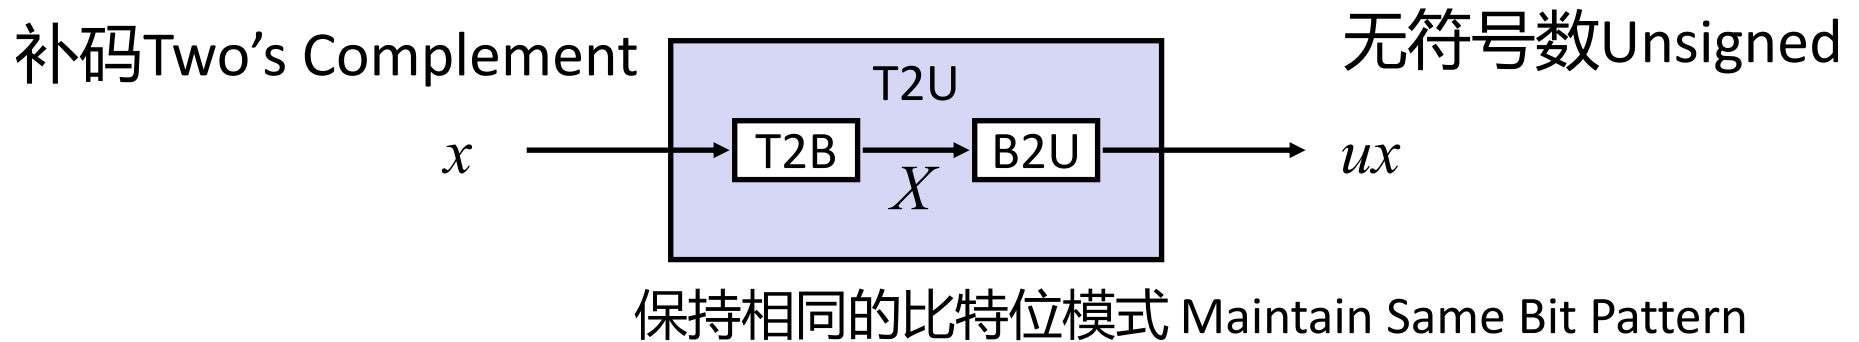 补码Two’s Complement
无符号数Unsigned
T2U
x
T2B
X
B2U
ux
保持相同的比特位模式 Maintain Same Bit Pattern